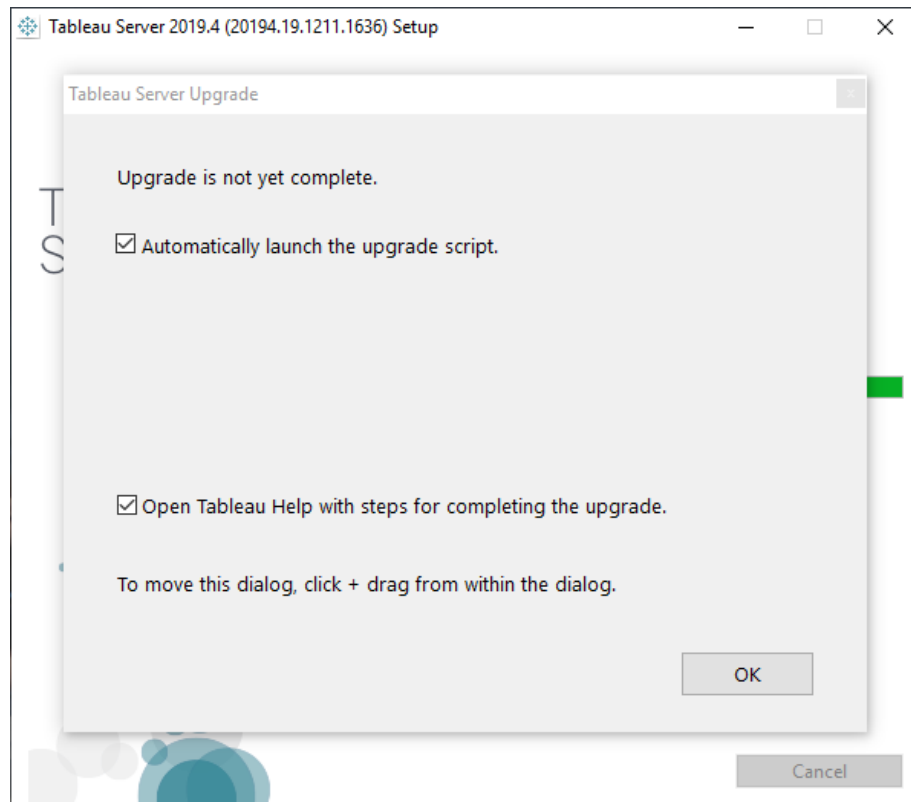 Tableau Server 2019.4 (20194.19.1211.1636) Setup
Tableau Server Upgrade
x
Upgrade is not yet complete.
T
S
Automatically launch the upgrade script.
Open Tableau Help with steps for completing the upgrade.
To move this dialog, click + drag from within the dialog.
OK
Cancel